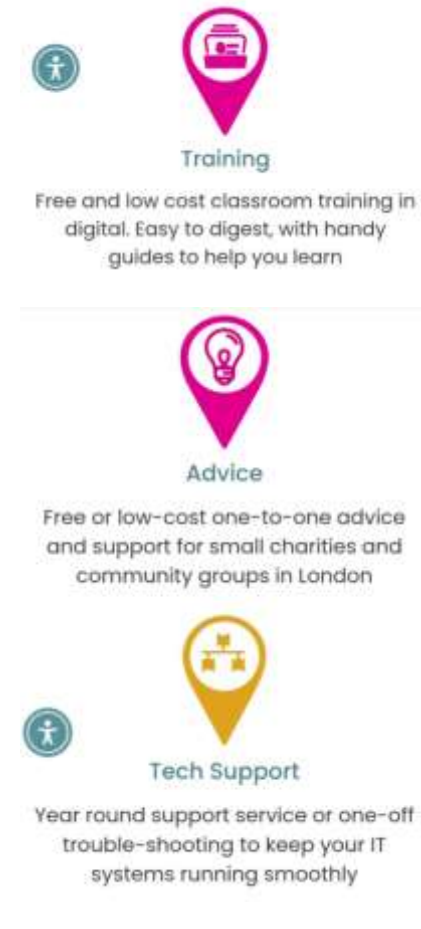 Training
Free and low cost classroom training in
digital. Easy to digest, with handy
guides to help you learn
Advice
Free or low-cost one-to-one advice
and support for small charities and
community groups in London
Tech Support
Year round support service or one-off
trouble-shooting to keep your IT
systems running smoothly